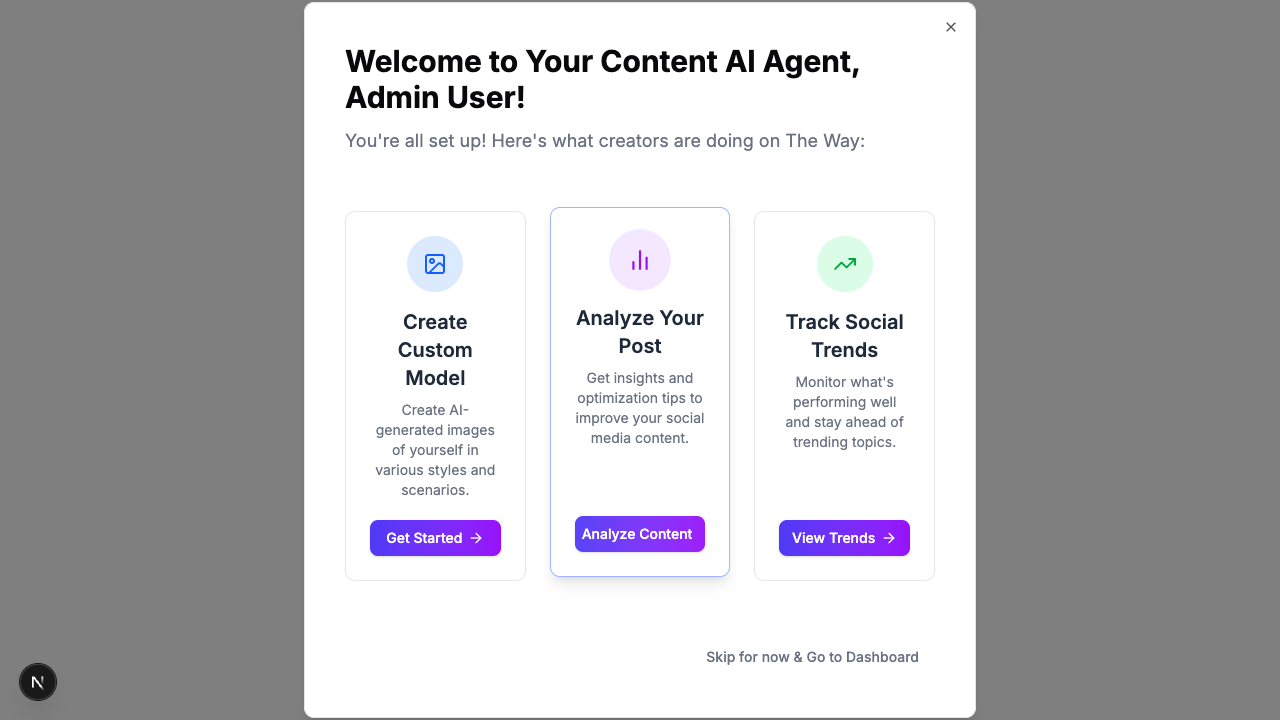 Welcome to Your Content AI Agent,
Admin User!
You're all set up! Here's what creators are doing on The Way:
Create
Custom
Model
Create AI-
generated images
of yourself in
various styles and
scenarios.
Get Started
Analyze Your
Post
Get insights and
optimization tips to
improve your social
media content.
Analyze Content
Track Social
Trends
Monitor what's
performing well
and stay ahead of
trending topics.
View Trends
Skip for now & Go to Dashboard
N